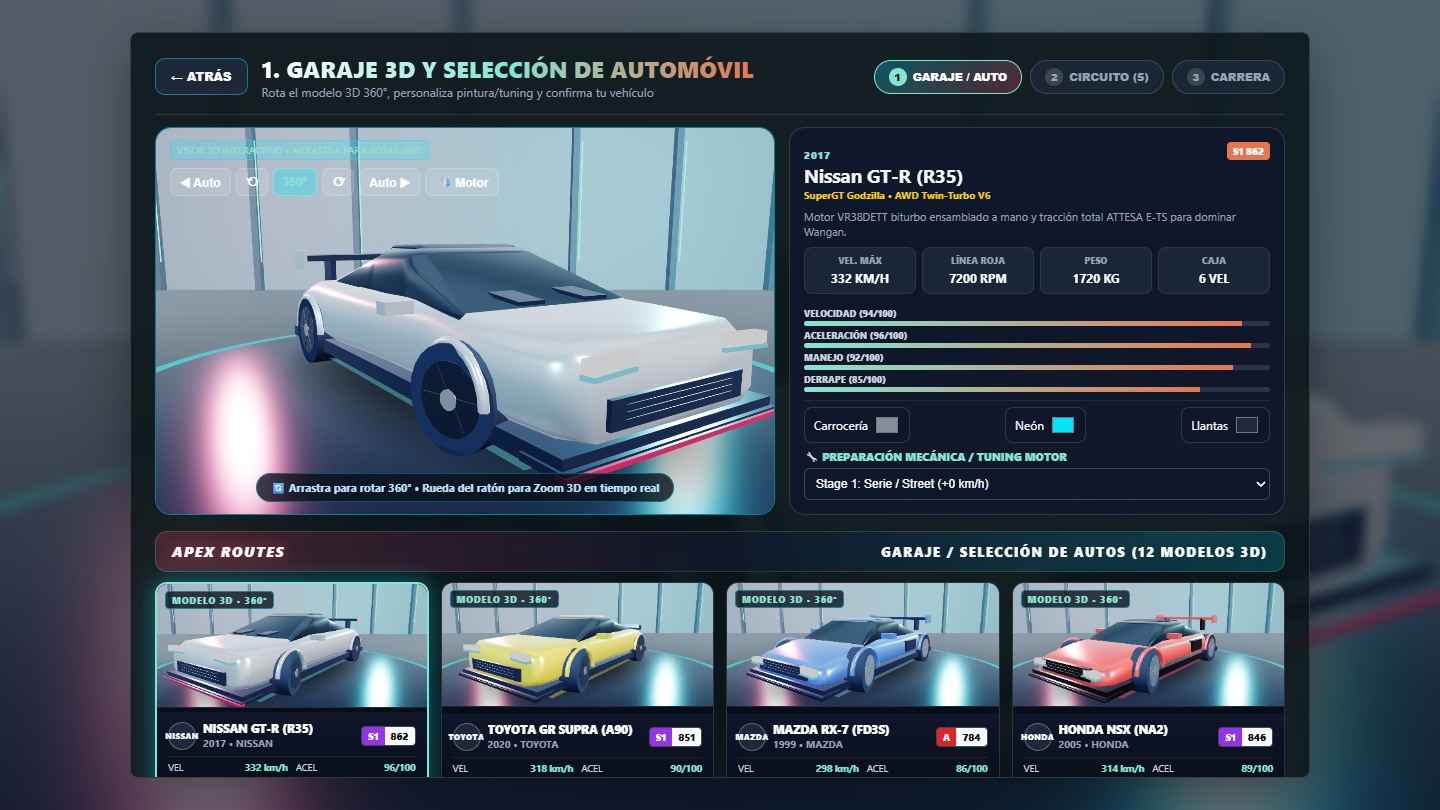 ← ATRÁS
1. GARAJE 3D Y SELECCIÓN DE AUTOMÓVIL
Rota el modelo 3D 360°, personaliza pintura/tuning y confirma tu vehículo
1 GARAJE / AUTO
2 CIRCUITO (5)
3 CARRERA
VISOR 3D INTERACTIVO • ARRASTRA PARA ROTAR 360°
◀ Auto
360°
Auto ▶
Motor
Arrastra para rotar 360° • Rueda del ratón para Zoom 3D en tiempo real
2017
S1 862
Nissan GT-R (R35)
SuperGT Godzilla • AWD Twin-Turbo V6
Motor VR38DETT biturbo ensamblado a mano y tracción total ATTESA E-TS para dominar
Wangan.
VEL. MÁX
332 KM/H
LÍNEA ROJA
7200 RPM
PESO
1720 KG
CAJA
6 VEL
VELOCIDAD (94/100)
ACELERACIÓN (96/100)
MANEJO (92/100)
DERRAPE (85/100)
Carrocería
Neón
Llantas
PREPARACIÓN MECÁNICA / TUNING MOTOR
Stage 1: Serie / Street (+0 km/h)
APEX ROUTES
GARAJE / SELECCIÓN DE AUTOS (12 MODELOS 3D)
MODELO 3D - 360°
NISSAN
NISSAN GT-R (R35)
2017 • NISSAN
S1 862
VEL 332 km/h ACEL 96/100
MODELO 3D - 360°
TOYOTA
TOYOTA GR SUPRA (A90)
2020 • TOYOTA
S1 851
VEL 318 km/h ACEL 90/100
MODELO 3D - 360°
MAZDA
MAZDA RX-7 (FD3S)
1999 • MAZDA
A 784
VEL 298 km/h ACEL 86/100
MODELO 3D - 360°
HONDA
HONDA NSX (NA2)
2005 • HONDA
S1 846
VEL 314 km/h ACEL 89/100